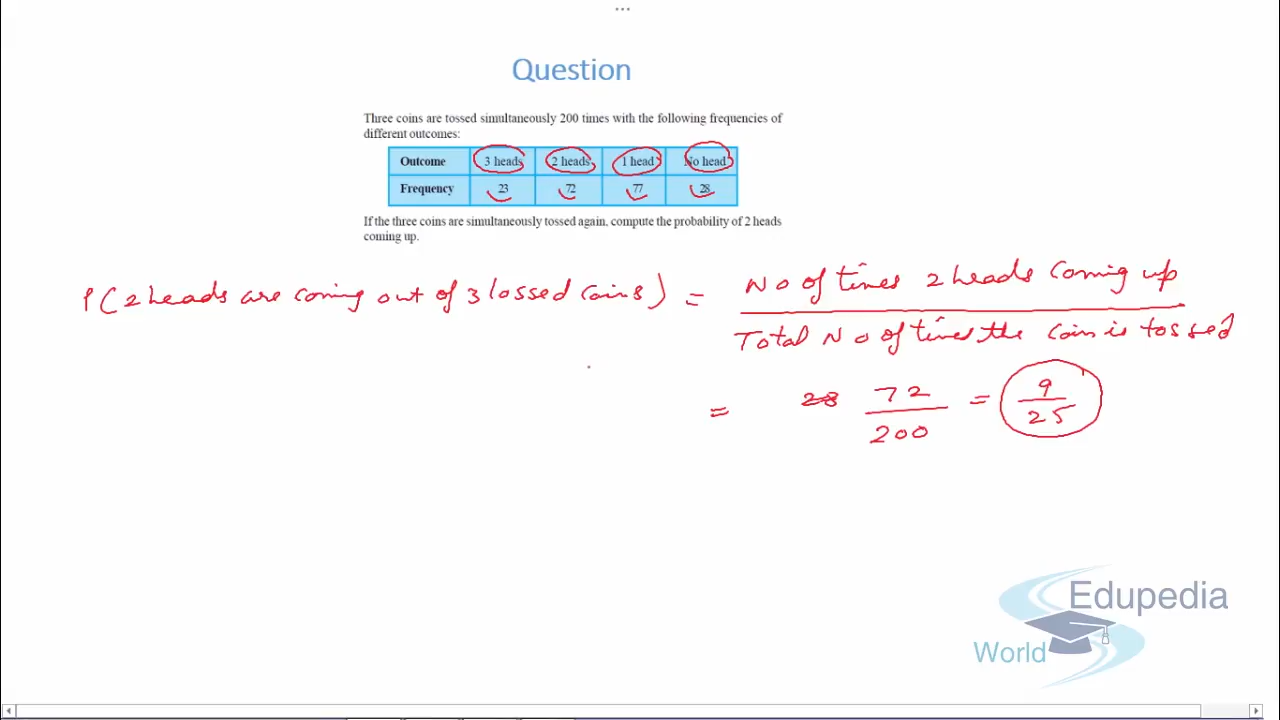 Question
Three coins are tossed simultaneously 200 times with the following frequencies of
different outcomes:
Outcome 3 heads 2 heads 1 head No head
Frequency 23 72 77 28
If the three coins are simultaneously tossed again, compute the probability of 2 heads
coming up.
P(2 heads are coming out of 3 tossed coins) = No of times 2 heads coming up
Total No of times the coin is tossed
= 28 72/200 = 9/25
Edupedia
World